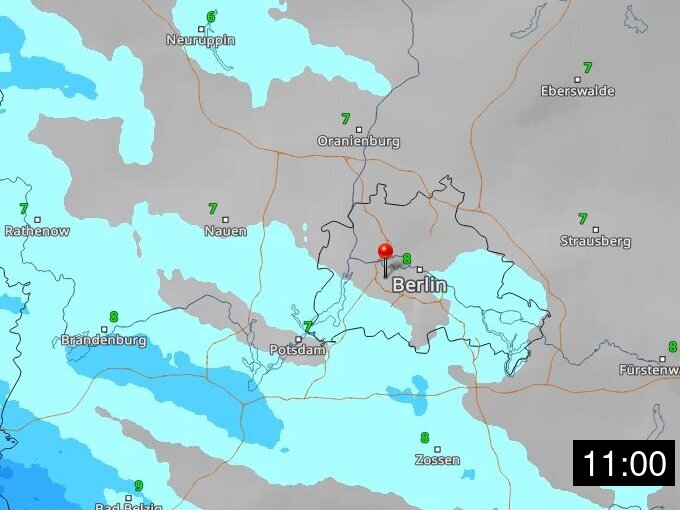 6
Neuruppin
7
Eberswalde
7
Oranienburg
7
Rathenow
7
Nauen
7
Strausberg
8
Berlin
8
Brandenburg
7
Potsdam
8
Fürstenwa
8
Zossen
11:00
9
Bad Belzig